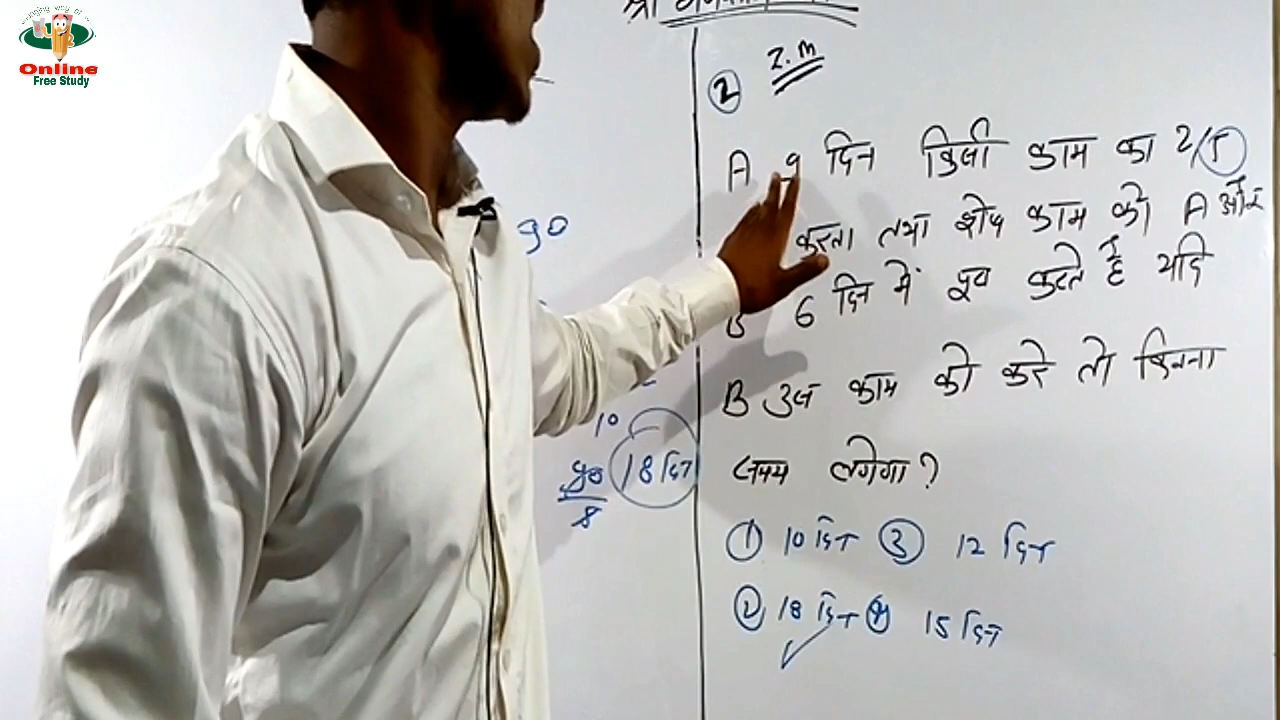 Online
Free Study
90
10
18 दिन
8
② I.m
A 9 दिन किसी काम का 2/5
करता तथा शेष काम को A और
B 6 दिन में पूरा करते हैं यदि
B उस काम को करे तो कितना
समय लगेगा?
① 10 दिन ③ 12 दिन
② 18 दिन ④ 15 दिन